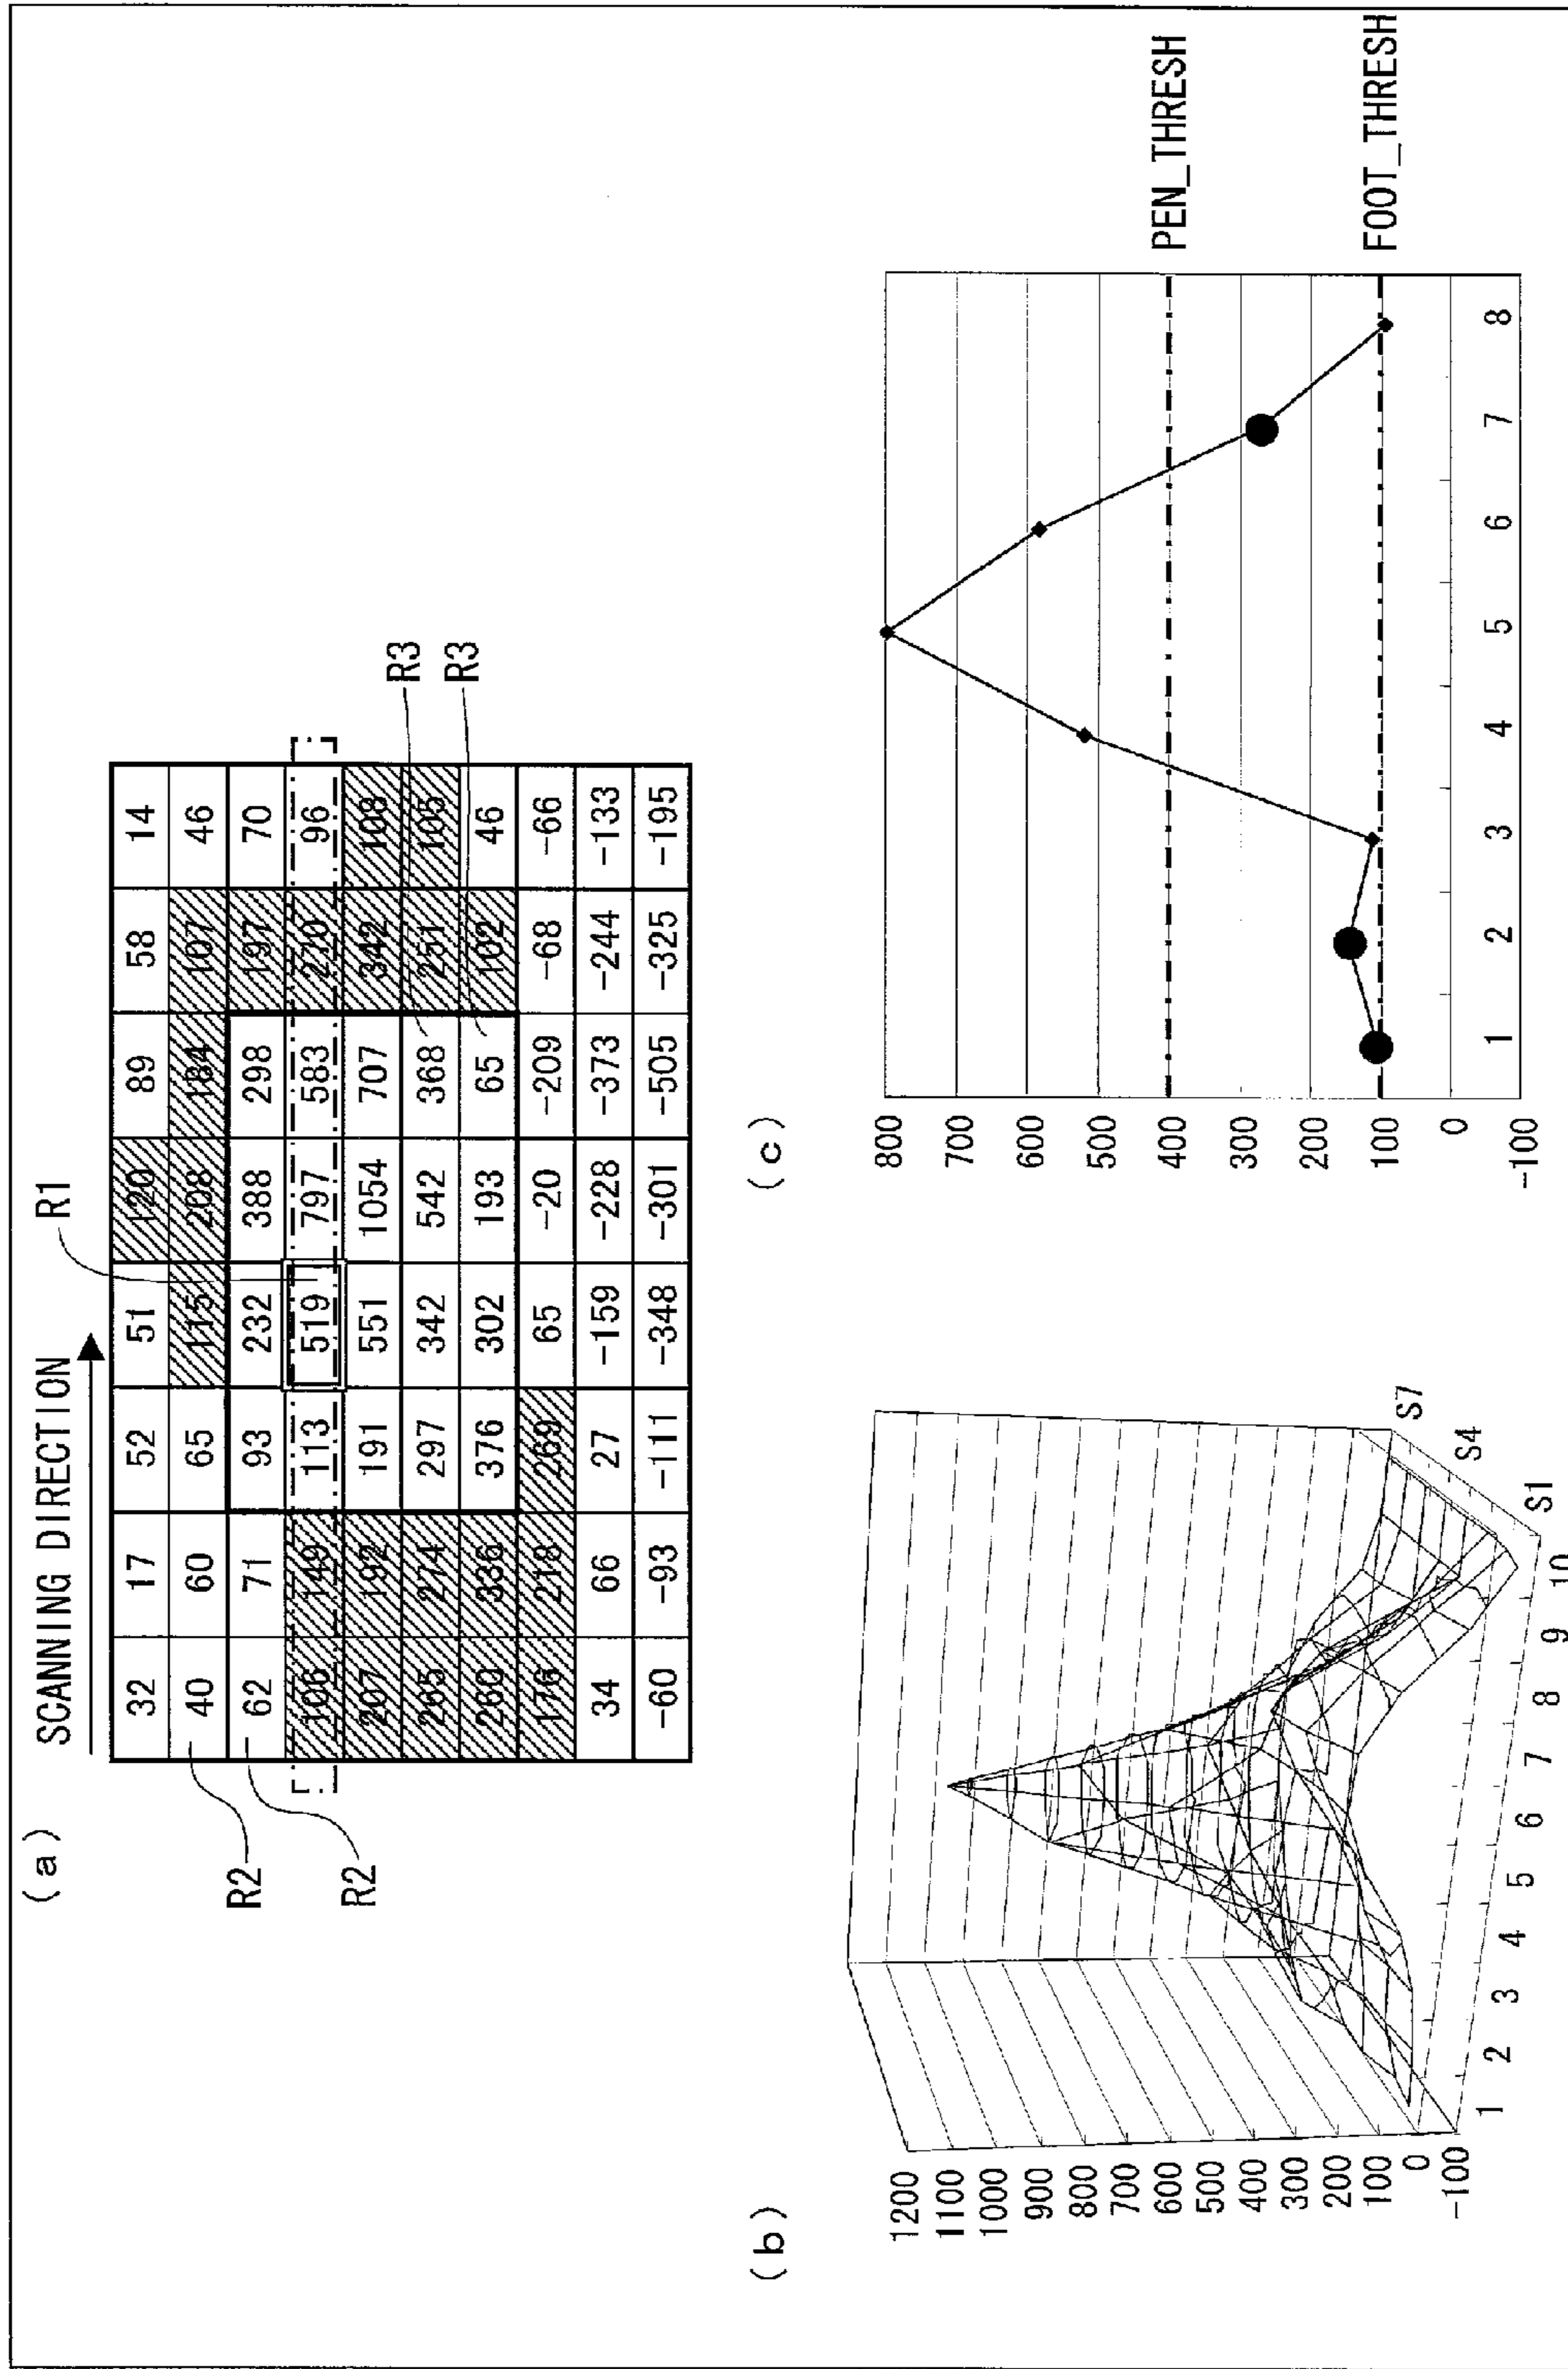 (a)
SCANNING DIRECTION
R1
32 17 52 51 120 89 58 14
40 60 65 115 208 184 107 46
62 71 93 232 388 298 197 70
106 149 113 519 797 583 270 96
207 192 191 551 1054 707 342 108
265 274 297 342 542 368 251 105
260 336 376 302 193 65 102 46
176 218 269 65 -20 -209 -68 -66
34 66 27 -159 -228 -373 -244 -133
-60 -93 -111 -348 -301 -505 -325 -195
R2
R2
R3
R3
(b)
1200
1100
1000
900
800
700
600
500
400
300
200
100
0
-100
1 2 3 4 5 6 7 8 9 10
S1
S4
S7
(c)
800
700
600
500
400
300
200
100
0
-100
1 2 3 4 5 6 7 8
PEN_THRESH
FOOT_THRESH